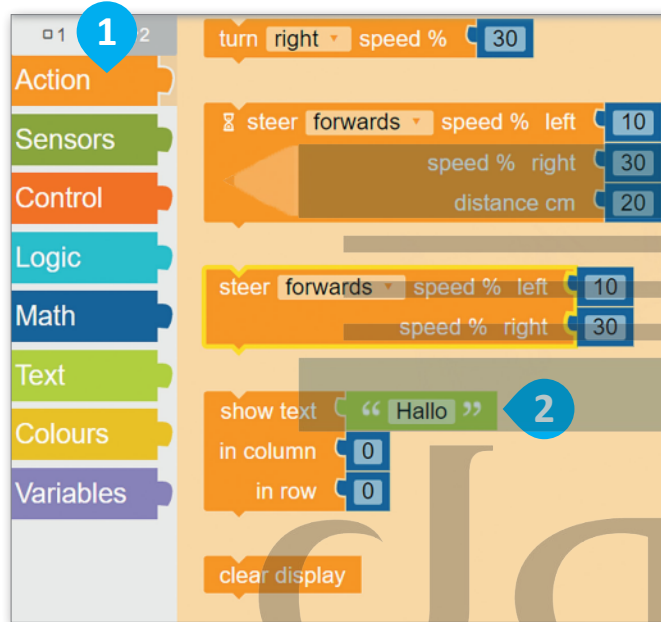 1 1 2
turn right speed % 30
Action
steer forwards speed % left 10
Sensors
speed % right 30
Control
distance cm 20
Logic
steer forwards speed % left 10
Math
speed % right 30
Text
show text “ Hallo ” 2
Colours
in column 0
Variables
in row 0
clear display